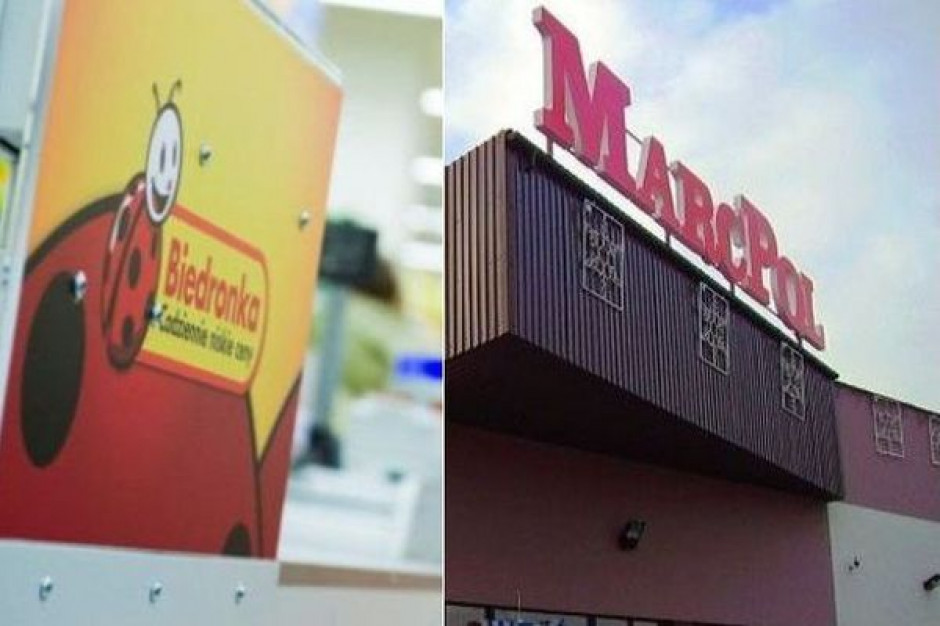 Biedronka
Codziennie niskie ceny
MARCPOL